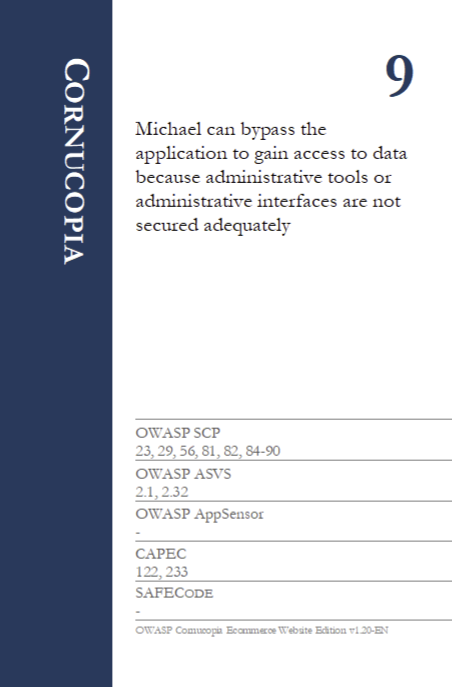 CORNUCOPIA
9
Michael can bypass the
application to gain access to data
because administrative tools or
administrative interfaces are not
secured adequately
OWASP SCP
23, 29, 56, 81, 82, 84-90
OWASP ASVS
2.1, 2.32
OWASP AppSensor
-
CAPEC
122, 233
SAFECODE
-
OWASP Cornucopia Ecommerce Website Edition v1.20-EN